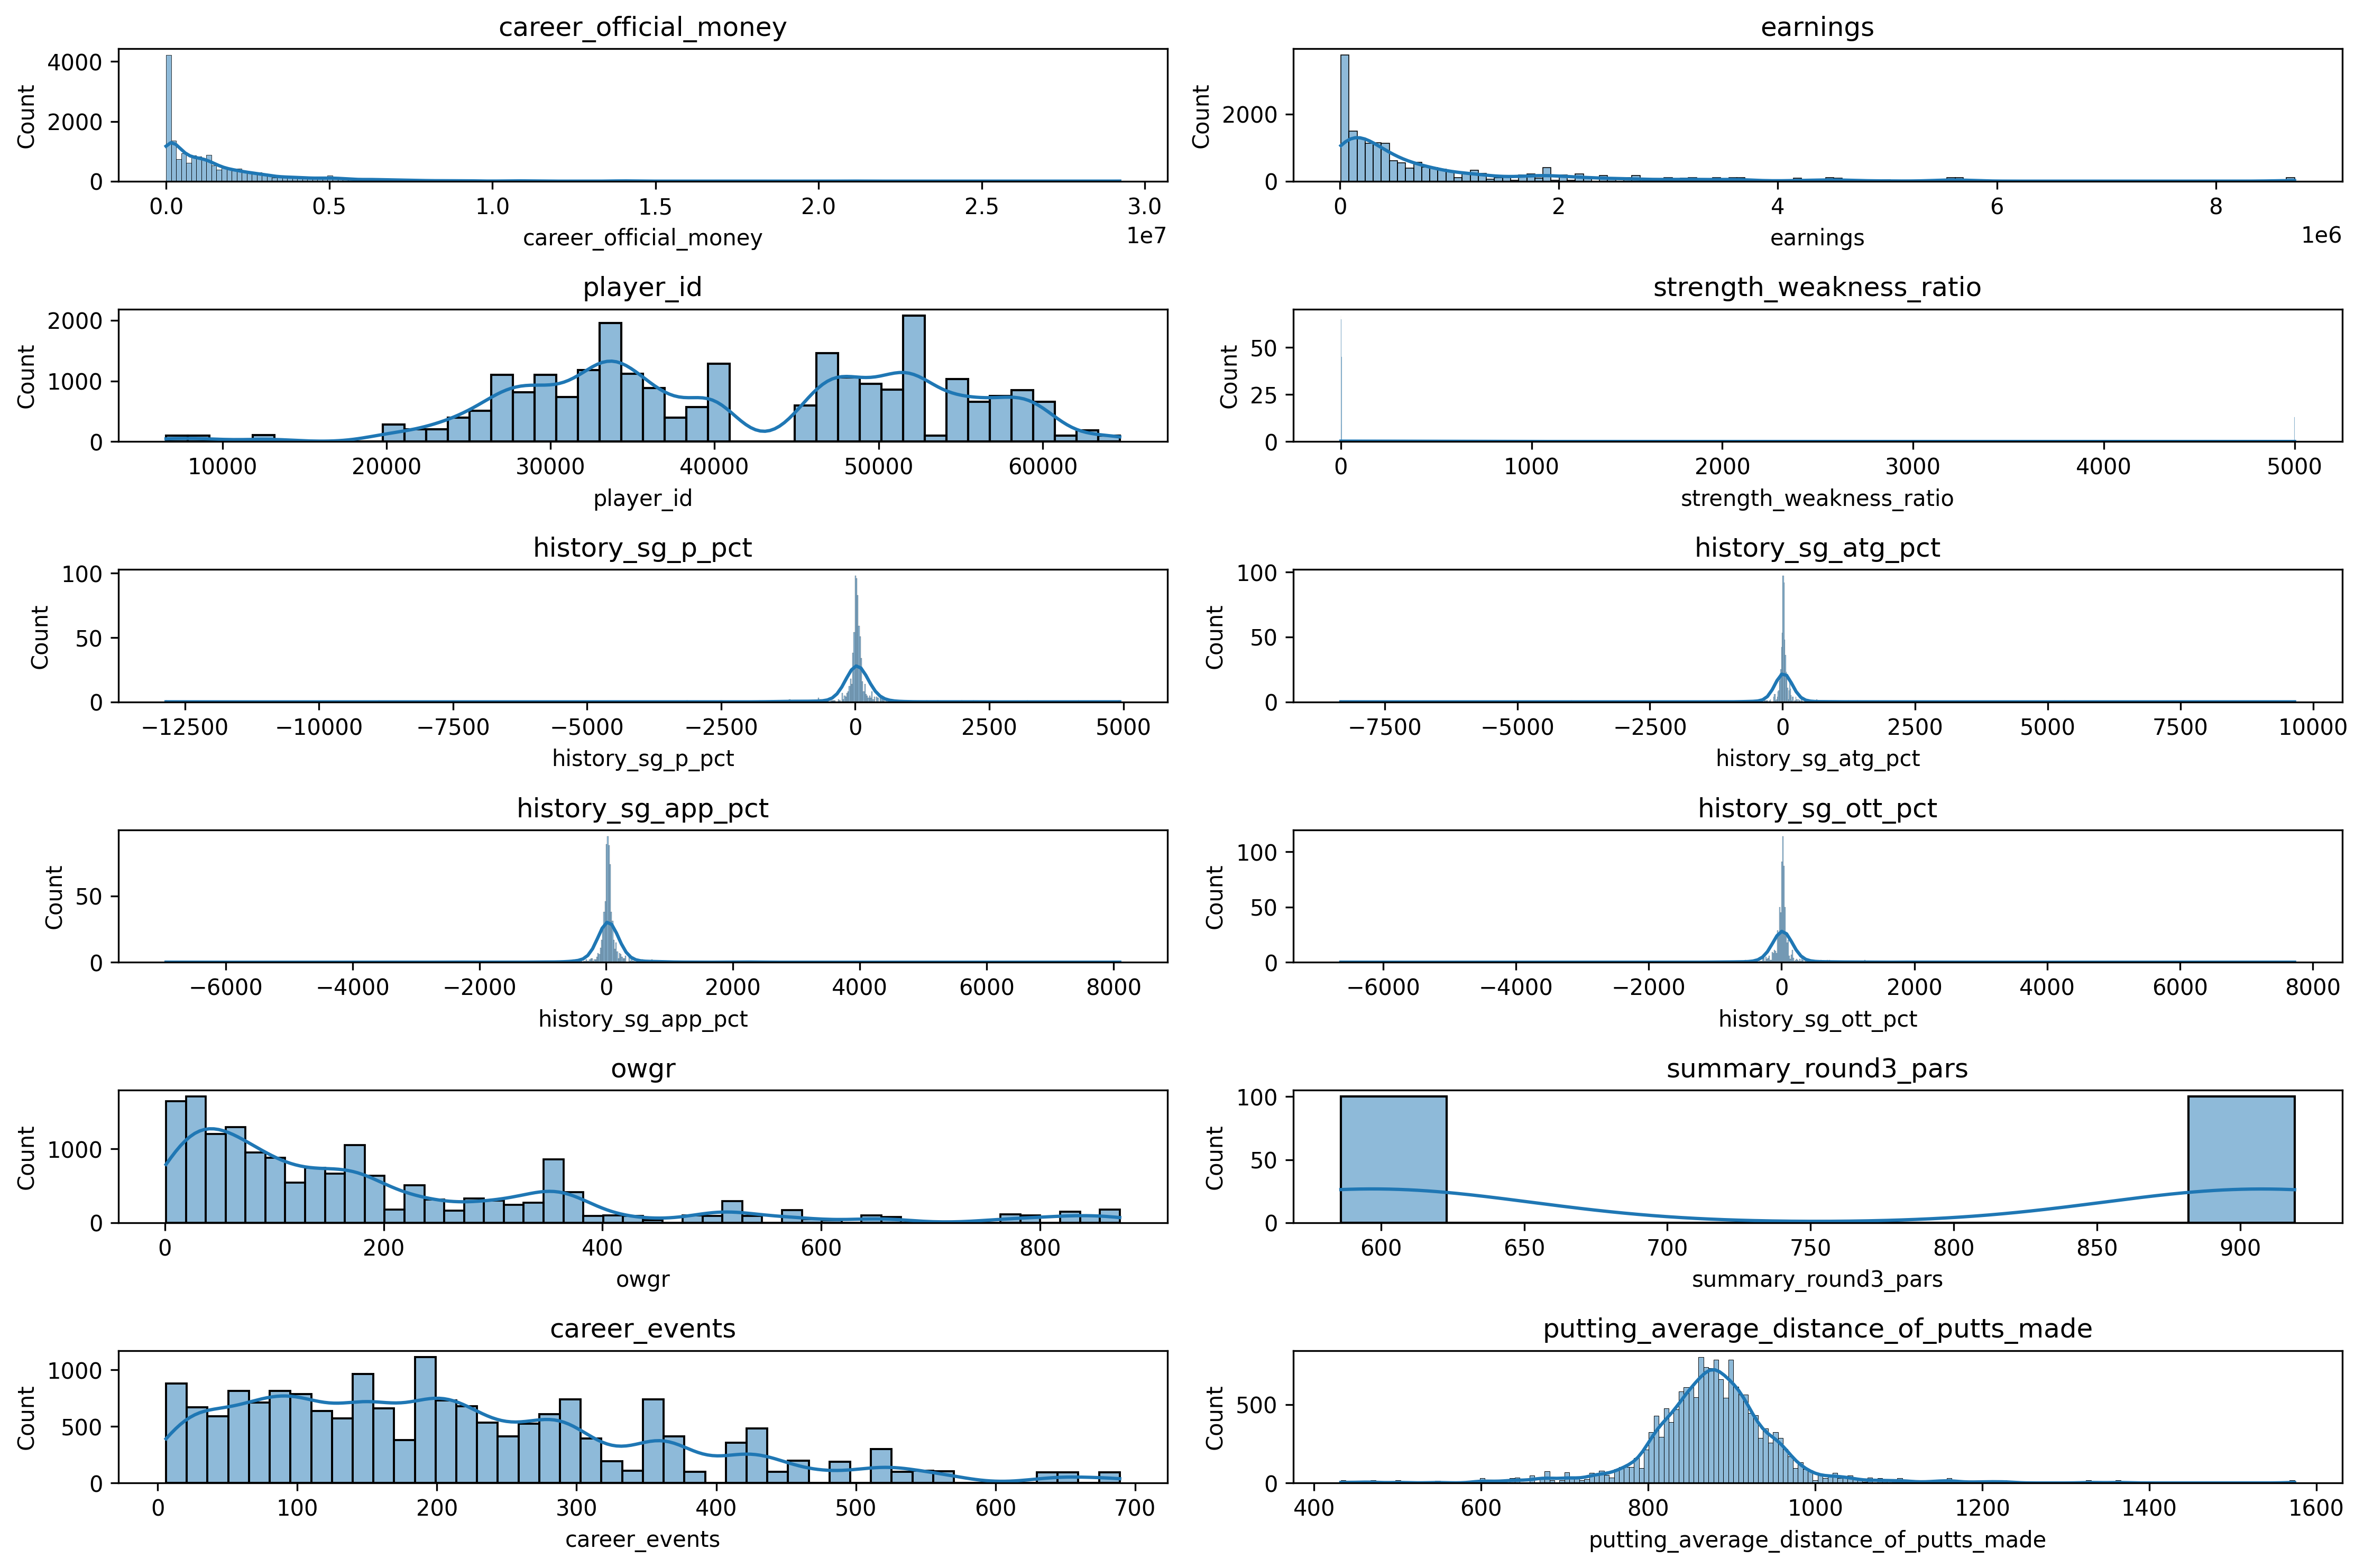 career_official_money
Count
4000
2000
0
0.0 0.5 1.0 1.5 2.0 2.5 3.0
1e7
career_official_money
earnings
Count
2000
0
0 2 4 6 8
1e6
earnings
player_id
Count
2000
1000
0
10000 20000 30000 40000 50000 60000
player_id
strength_weakness_ratio
Count
50
25
0
0 1000 2000 3000 4000 5000
strength_weakness_ratio
history_sg_p_pct
Count
100
50
0
−12500 −10000 −7500 −5000 −2500 0 2500 5000
history_sg_p_pct
history_sg_atg_pct
Count
100
50
0
−7500 −5000 −2500 0 2500 5000 7500 10000
history_sg_atg_pct
history_sg_app_pct
Count
50
0
−6000 −4000 −2000 0 2000 4000 6000 8000
history_sg_app_pct
history_sg_ott_pct
Count
100
50
0
−6000 −4000 −2000 0 2000 4000 6000 8000
history_sg_ott_pct
owgr
Count
1000
0
0 200 400 600 800
owgr
summary_round3_pars
Count
100
50
0
600 650 700 750 800 850 900
summary_round3_pars
career_events
Count
1000
500
0
0 100 200 300 400 500 600 700
career_events
putting_average_distance_of_putts_made
Count
500
0
400 600 800 1000 1200 1400 1600
putting_average_distance_of_putts_made